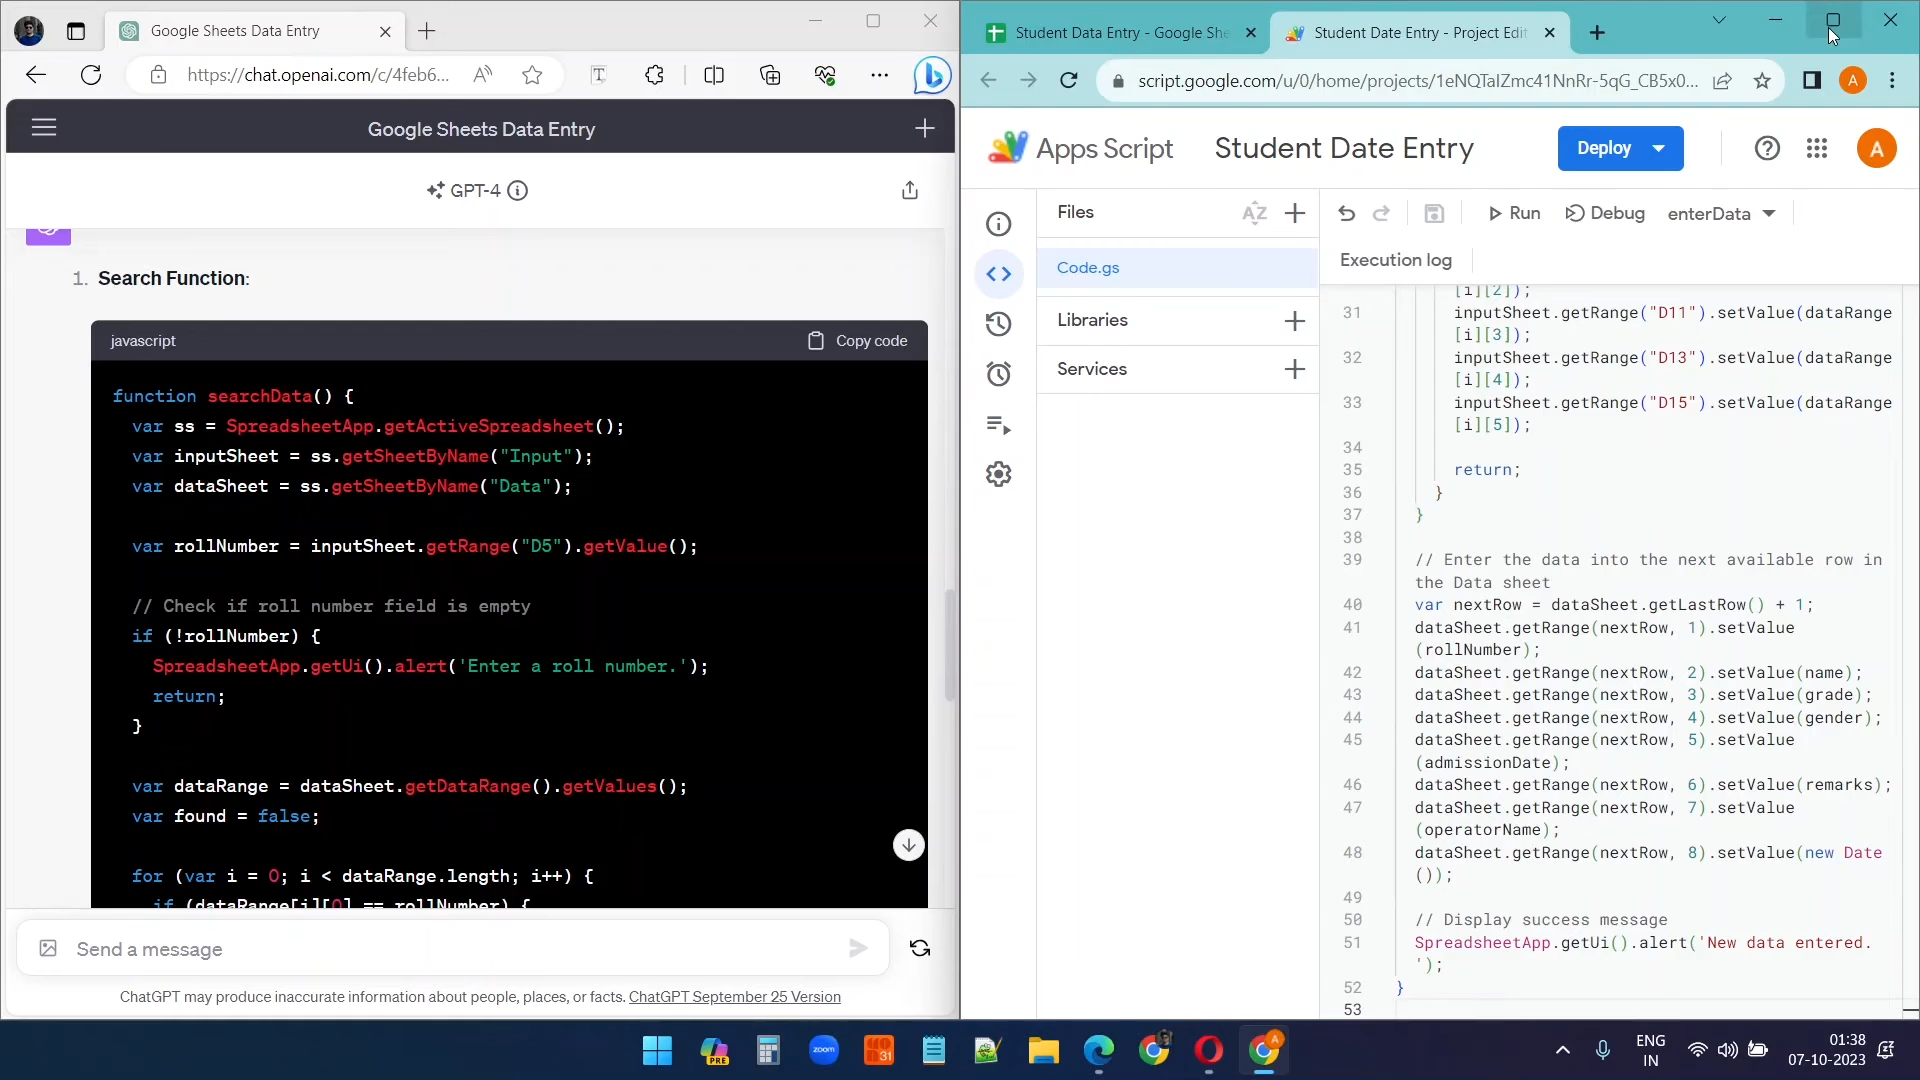 Google Sheets Data Entry
https://chat.openai.com/c/4feb6...
Google Sheets Data Entry
GPT-4
1. Search Function:
javascript
Copy code
function searchData() {
var ss = SpreadsheetApp.getActiveSpreadsheet();
var inputSheet = ss.getSheetByName("Input");
var dataSheet = ss.getSheetByName("Data");
var rollNumber = inputSheet.getRange("D5").getValue();
// Check if roll number field is empty
if (!rollNumber) {
SpreadsheetApp.getUi().alert('Enter a roll number.');
return;
}
var dataRange = dataSheet.getDataRange().getValues();
var found = false;
for (var i = 0; i < dataRange.length; i++) {
if (dataRange[i][0] == rollNumber) {
Send a message
ChatGPT may produce inaccurate information about people, places, or facts. ChatGPT September 25 Version
Student Data Entry - Google She
Student Date Entry - Project Edit
script.google.com/u/0/home/projects/1eNQTaIZmc41NnRr-5qG_CB5x0...
A
Apps Script
Student Date Entry
Deploy
A
Files
AZ
Run
Debug
enterData
Code.gs
Execution log
Libraries
Services
[i][2]);
31 inputSheet.getRange("D11").setValue(dataRange
[i][3]);
32 inputSheet.getRange("D13").setValue(dataRange
[i][4]);
33 inputSheet.getRange("D15").setValue(dataRange
[i][5]);
34
35 return;
36 }
37 }
38
39 // Enter the data into the next available row in
the Data sheet
40 var nextRow = dataSheet.getLastRow() + 1;
41 dataSheet.getRange(nextRow, 1).setValue
(rollNumber);
42 dataSheet.getRange(nextRow, 2).setValue(name);
43 dataSheet.getRange(nextRow, 3).setValue(grade);
44 dataSheet.getRange(nextRow, 4).setValue(gender);
45 dataSheet.getRange(nextRow, 5).setValue
(admissionDate);
46 dataSheet.getRange(nextRow, 6).setValue(remarks);
47 dataSheet.getRange(nextRow, 7).setValue
(operatorName);
48 dataSheet.getRange(nextRow, 8).setValue(new Date
());
49
50 // Display success message
51 SpreadsheetApp.getUi().alert('New data entered.
');
52 }
53
PRE
zoom
31
A
ENG
IN
01:38
07-10-2023